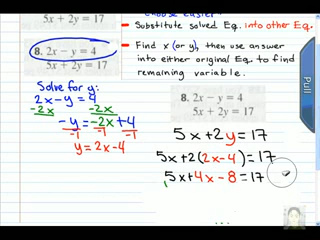 5x + 2y = 17
• Substitute solved Eq. into other Eq.
8. 2x - y = 4
5x + 2y = 17
• Find x (or y), then use answer
into either original Eq. to find
remaining variable.
Solve for y:
2x - y = 4
-2x -2x
-y = -2x + 4
-1 -1 -1
y = 2x - 4
8. 2x - y = 4
5x + 2y = 17
5x + 2y = 17
5x + 2(2x - 4) = 17
5x + 4x - 8 = 17
Pull